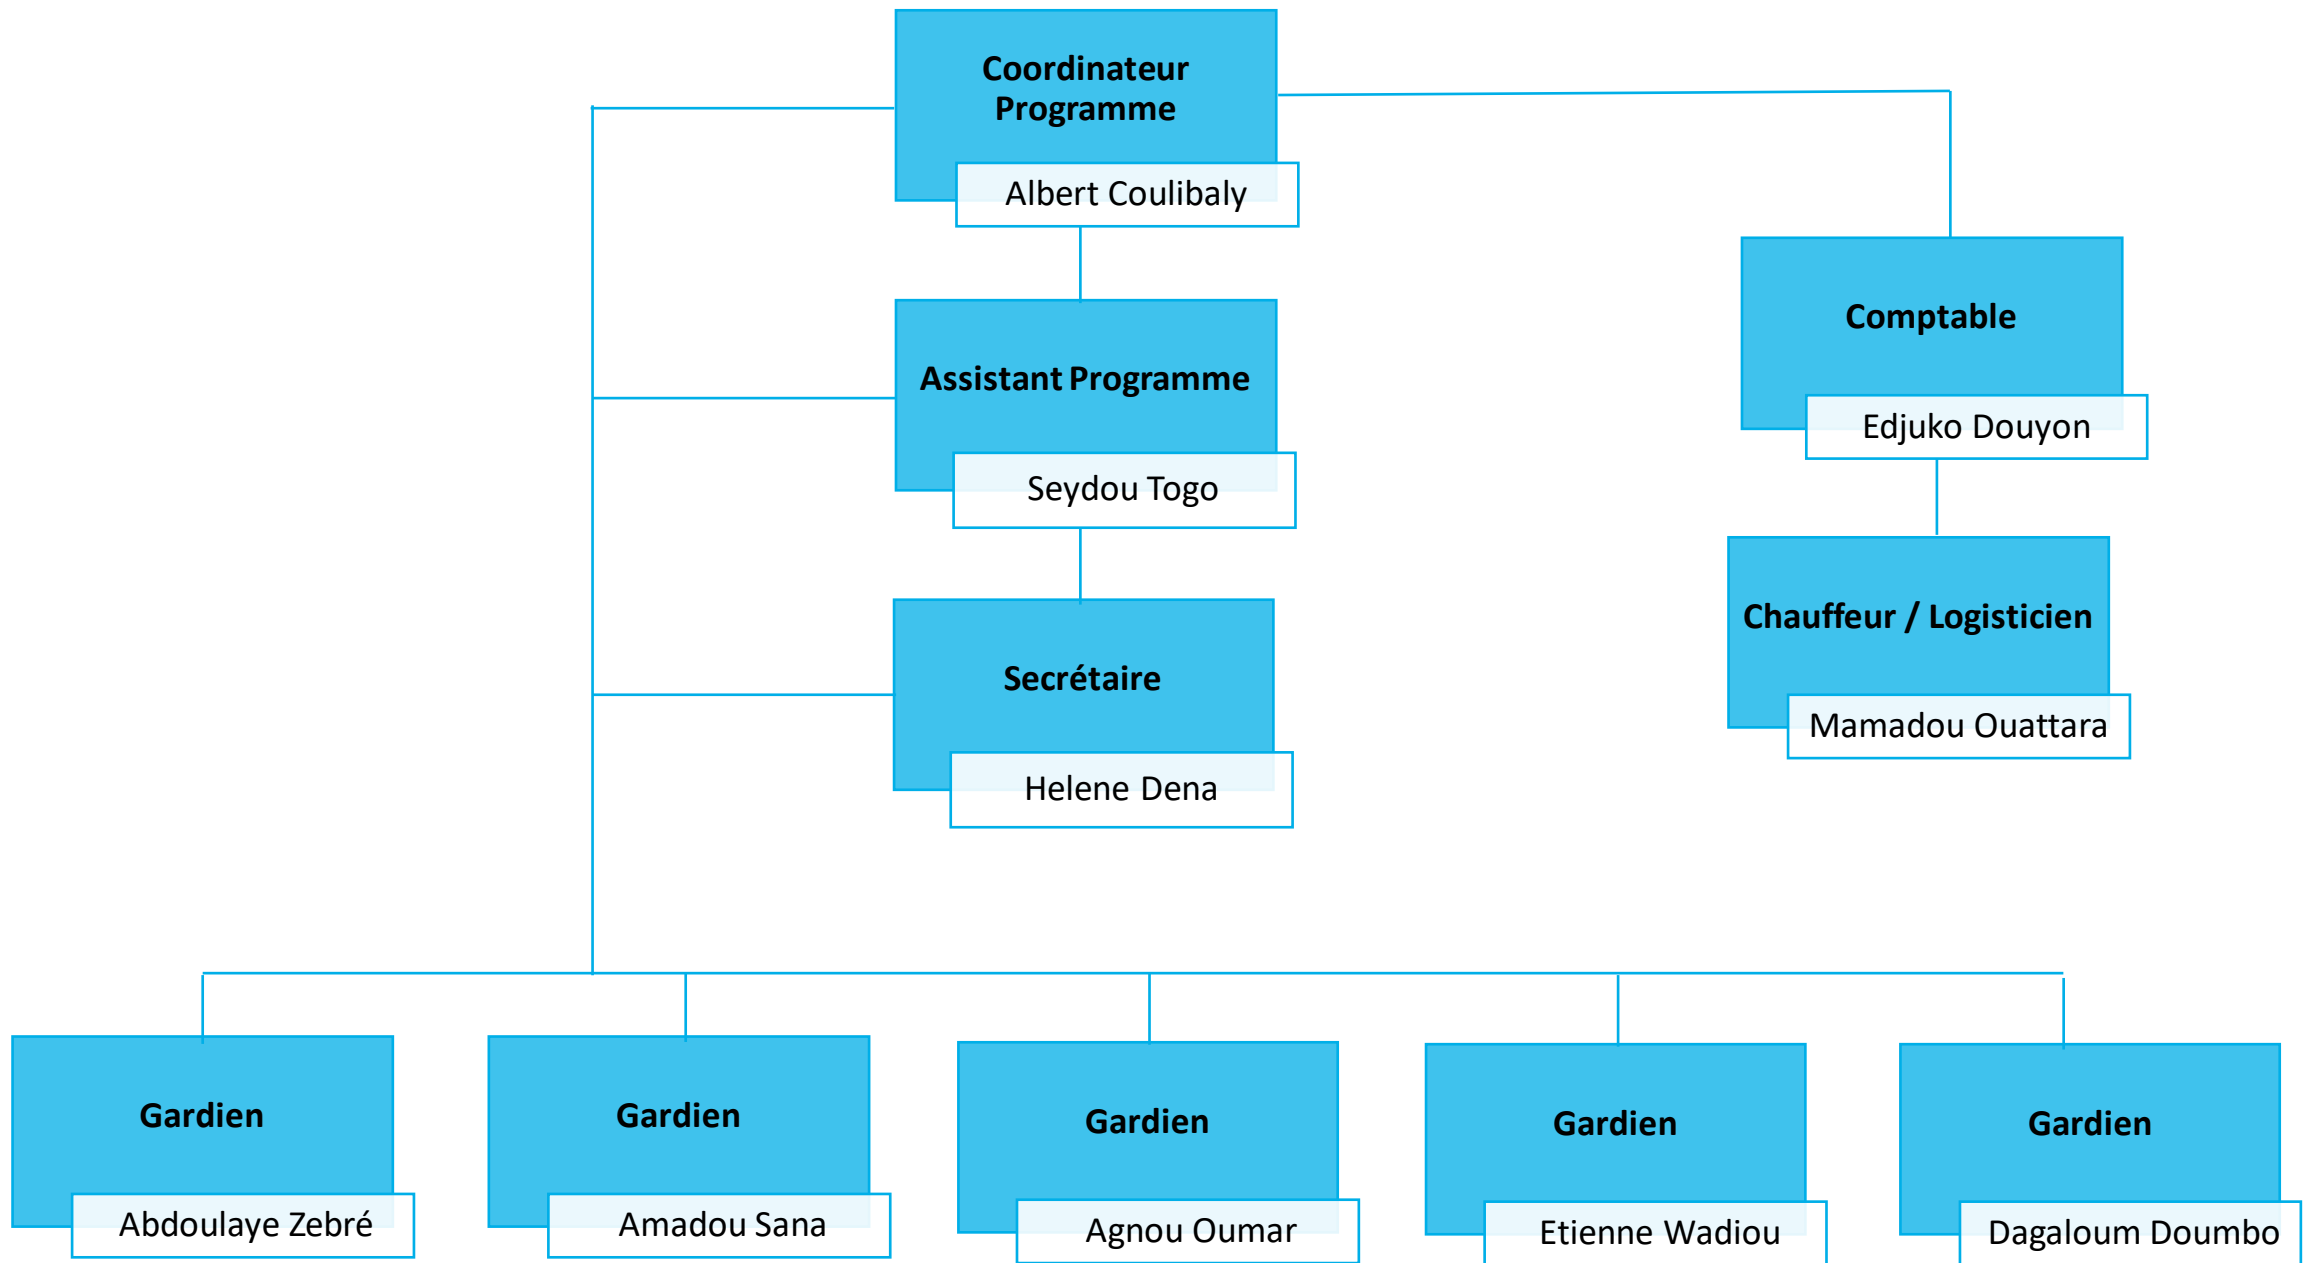 Coordinateur
Programme
Albert Coulibaly
Assistant Programme
Seydou Togo
Secrétaire
Helene Dena
Comptable
Edjuko Douyon
Chauffeur / Logisticien
Mamadou Ouattara
Gardien
Abdoulaye Zebré
Gardien
Amadou Sana
Gardien
Agnou Oumar
Gardien
Etienne Wadiou
Gardien
Dagaloum Doumbo